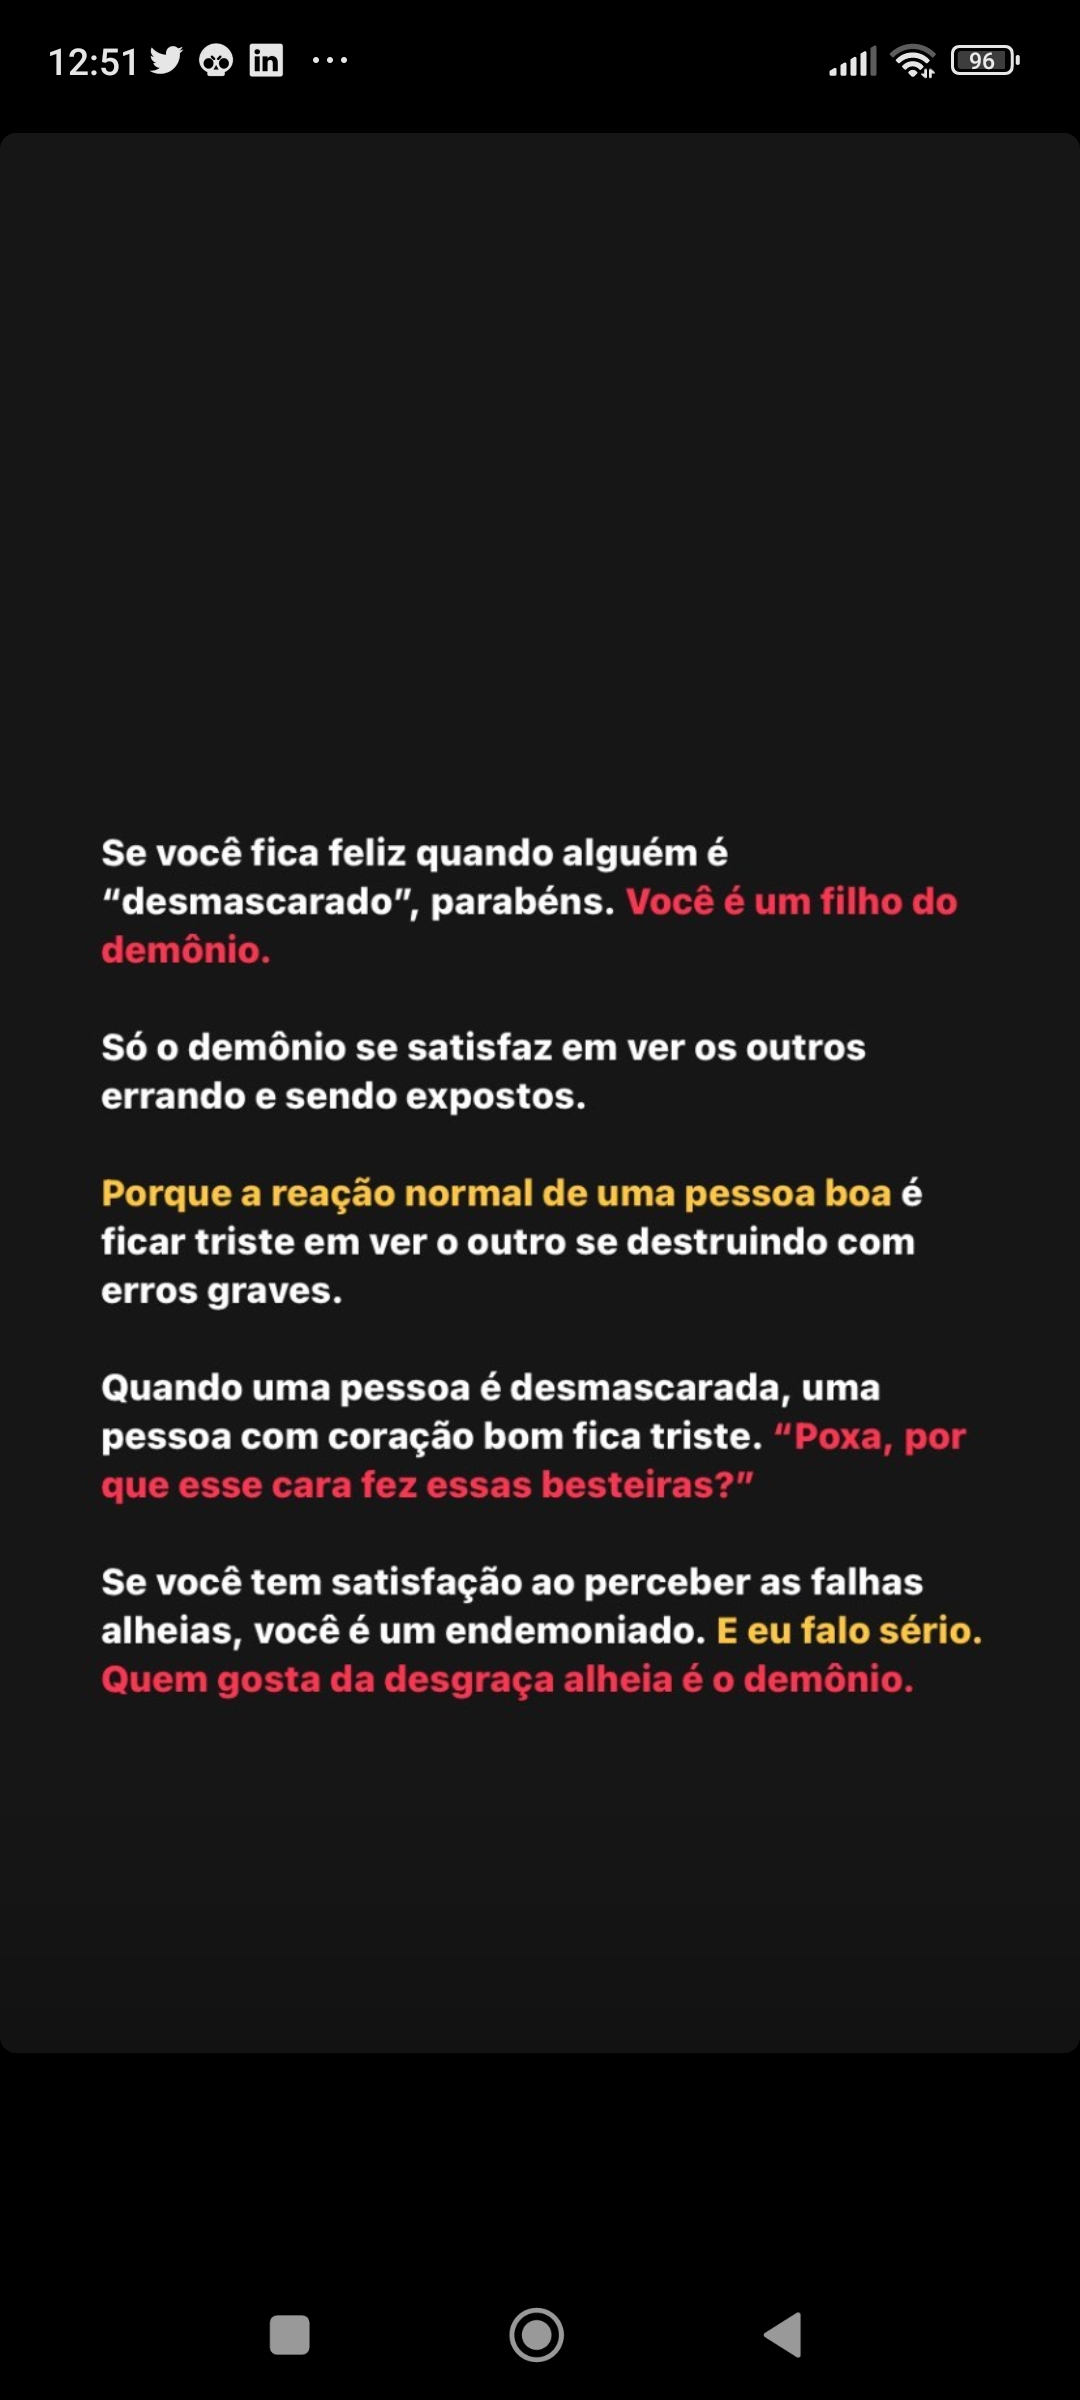 12:51
96
Se você fica feliz quando alguém é
“desmascarado”, parabéns. Você é um filho do
demônio.
Só o demônio se satisfaz em ver os outros
errando e sendo expostos.
Porque a reação normal de uma pessoa boa é
ficar triste em ver o outro se destruindo com
erros graves.
Quando uma pessoa é desmascarada, uma
pessoa com coração bom fica triste. “Poxa, por
que esse cara fez essas besteiras?”
Se você tem satisfação ao perceber as falhas
alheias, você é um endemoniado. E eu falo sério.
Quem gosta da desgraça alheia é o demônio.